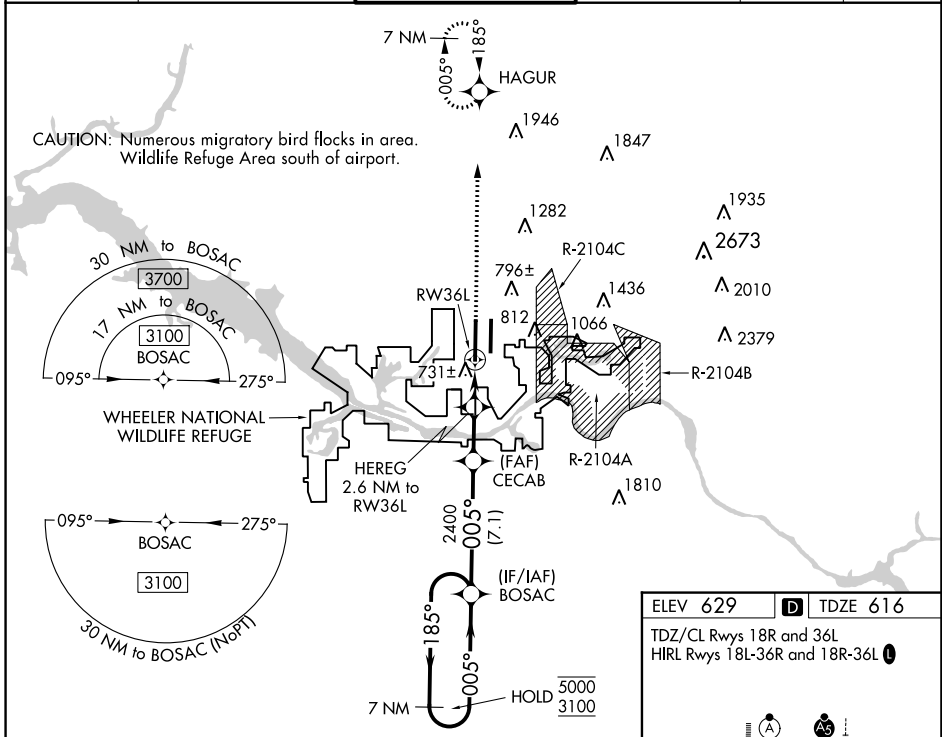 7 NM
185°
005°
HAGUR
CAUTION: Numerous migratory bird flocks in area.
Wildlife Refuge Area south of airport.
1946
1847
1935
1282
2673
R-2104C
30 NM to BOSAC
3700
17 NM to BOSAC
3100
BOSAC
095°
275°
796±
1436
2010
RW36L
812
1066
2379
731±
R-2104B
WHEELER NATIONAL
WILDLIFE REFUGE
HEREG
2.6 NM to
RW36L
(FAF)
CECAB
R-2104A
1810
095°
275°
BOSAC
3100
30 NM to BOSAC (NoPT)
2400
005°
(7.1)
(IF/IAF)
BOSAC
185°
005°
7 NM
HOLD
5000
3100
ELEV 629
D
TDZE 616
TDZ/CL Rwys 18R and 36L
HIRL Rwys 18L-36R and 18R-36L L
A
A5